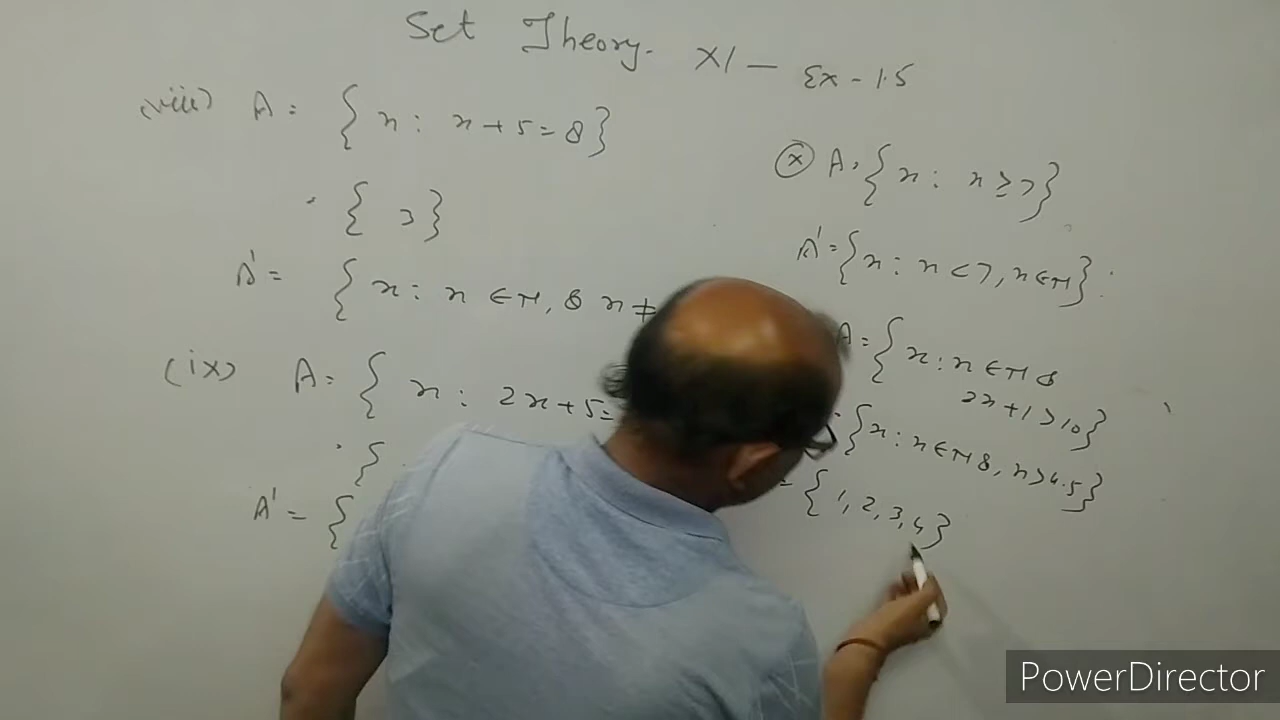 Set Theory. XI - Ex - 1.5
(viii) A = { x : x + 5 = 8 }
= { 3 }
A' = { x : x ∈ N, & x ≠
(ix) A = { x : 2x + 5 =
= {
A' = {
(x) A = { x : x ≥ 7 }
A' = { x : x < 7, x ∈ N }
A = { x : x ∈ N &
2x + 1 > 10 }
= { x : x ∈ N &, x > 4.5 }
= { 1, 2, 3, 4 }
PowerDirector